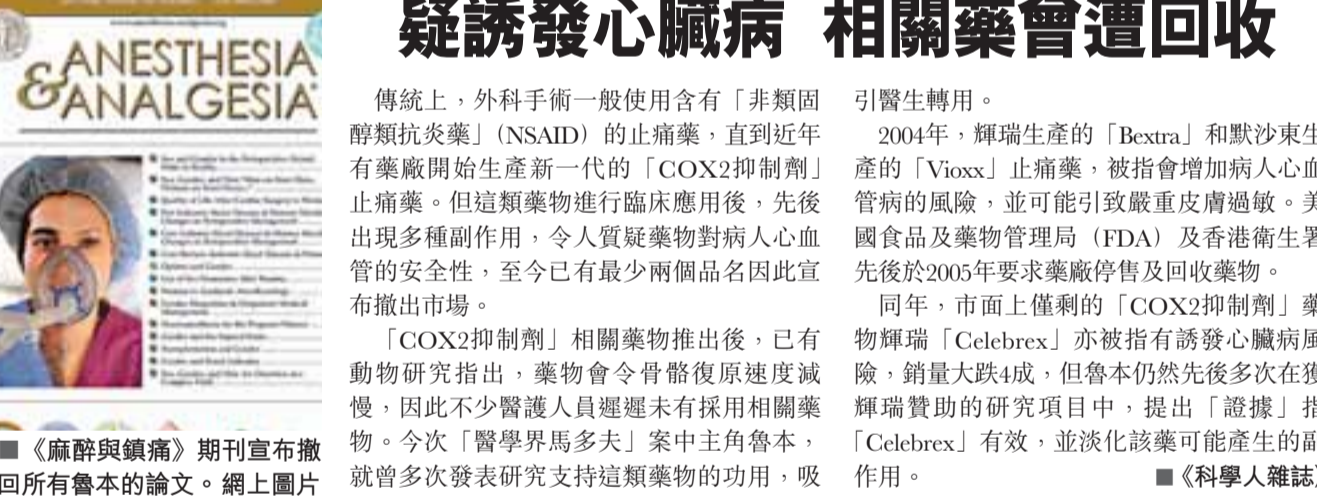 疑誘發心臟病 相關藥曾遭回收
ANESTHESIA
&ANALGESIA
■《麻醉與鎮痛》期刊宣布撤
回所有魯本的論文。網上圖片
傳統上，外科手術一般使用含有「非類固
醇類抗炎藥」（NSAID）的止痛藥，直到近年
有藥廠開始生產新一代的「COX2抑制劑」
止痛藥。但這類藥物進行臨床應用後，先後
出現多種副作用，令人質疑藥物對病人心血
管的安全性，至今已有最少兩個品名因此宣
布撤出市場。
「COX2抑制劑」相關藥物推出後，已有
動物研究指出，藥物會令骨骼復原速度減
慢，因此不少醫護人員遲遲未有採用相關藥
物。今次「醫學界馬多夫」案中主角魯本，
就曾多次發表研究支持這類藥物的功用，吸
引醫生轉用。
2004年，輝瑞生產的「Bextra」和默沙東生
產的「Vioxx」止痛藥，被指會增加病人心血
管病的風險，並可能引致嚴重皮膚過敏。美
國食品及藥物管理局（FDA）及香港衛生署
先後於2005年要求藥廠停售及回收藥物。
同年，市面上僅剩的「COX2抑制劑」藥
物輝瑞「Celebrex」亦被指有誘發心臟病風
險，銷量大跌4成，但魯本仍然先後多次在獲
輝瑞贊助的研究項目中，提出「證據」指
「Celebrex」有效，並淡化該藥可能產生的副
作用。
■《科學人雜誌》